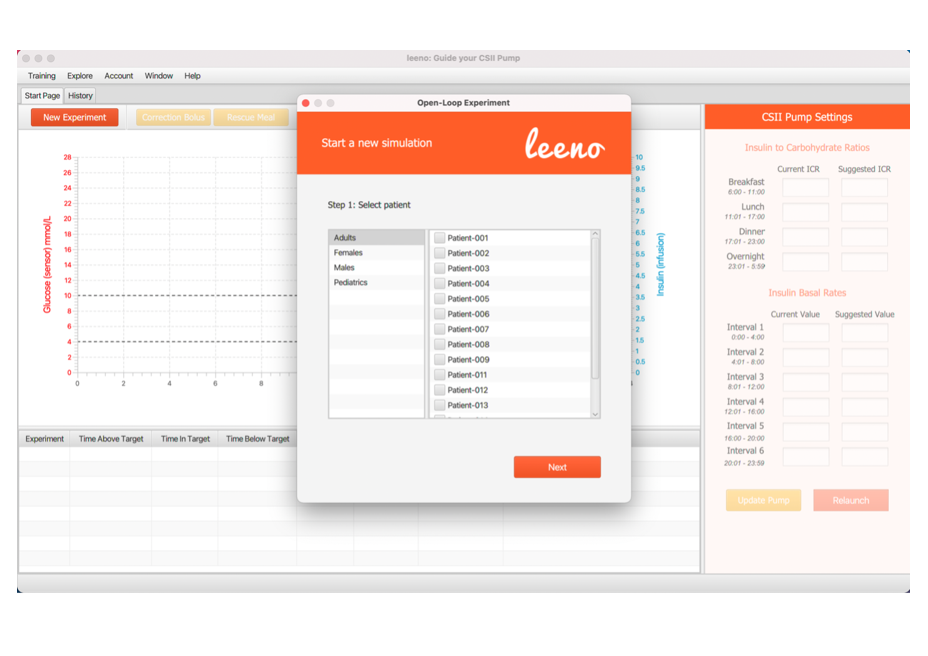 leeno: Guide your CSII Pump
Training Explore Account Window Help
Start Page History
New Experiment Correction Bolus Rescue Meal
Open-Loop Experiment
Start a new simulation leeno
Step 1: Select patient
Adults
Females
Males
Pediatrics
Patient-001
Patient-002
Patient-003
Patient-004
Patient-005
Patient-006
Patient-007
Patient-008
Patient-009
Patient-011
Patient-012
Patient-013
Next
Glucose (sensor) mmol/L
28
26
24
22
20
18
16
14
12
10
8
6
4
2
0
0 2 4 6 8
10
9.5
9
8.5
8
7.5
7
6.5
6
5.5
5
4.5
4
3.5
3
2.5
2
1.5
1
0.5
0
Insulin (infusion)
Experiment Time Above Target Time In Target Time Below Target
CSII Pump Settings
Insulin to Carbohydrate Ratios
Current ICR Suggested ICR
Breakfast
6:00 - 11:00
Lunch
11:01 - 17:00
Dinner
17:01 - 23:00
Overnight
23:01 - 5:59
Insulin Basal Rates
Current Value Suggested Value
Interval 1
0:00 - 4:00
Interval 2
4:01 - 8:00
Interval 3
8:01 - 12:00
Interval 4
12:01 - 16:00
Interval 5
16:00 - 20:00
Interval 6
20:01 - 23:59
Update Pump Relaunch